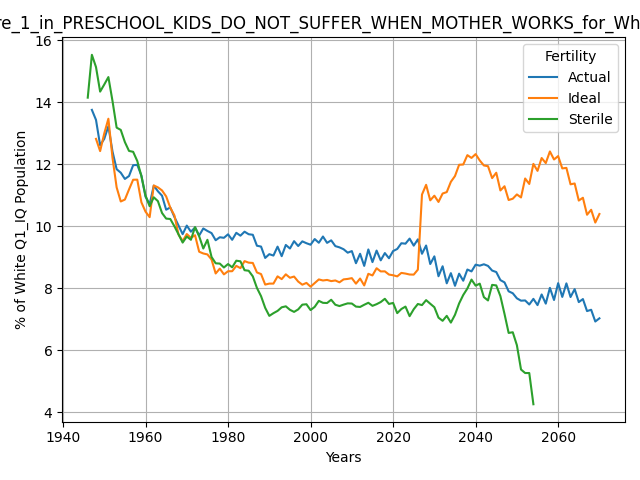 re_1_in_PRESCHOOL_KIDS_DO_NOT_SUFFER_WHEN_MOTHER_WORKS_for_Wh
16
14
12
10
8
6
4
% of White Q1_IQ Population
Fertility
Actual
Ideal
Sterile
1940
1960
1980
2000
2020
2040
2060
Years